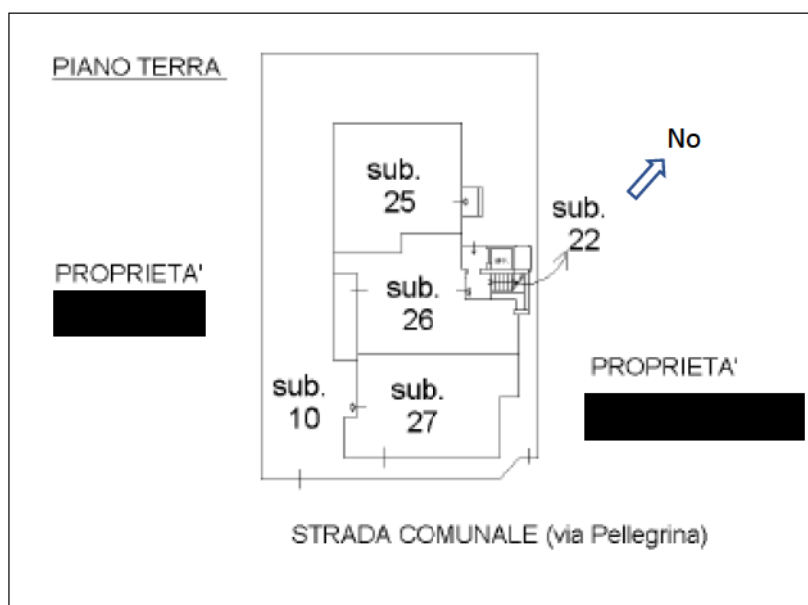 PIANO TERRA
No
sub.
25
sub.
22
PROPRIETA'
sub.
26
PROPRIETA'
sub.
10
sub.
27
STRADA COMUNALE (via Pellegrina)